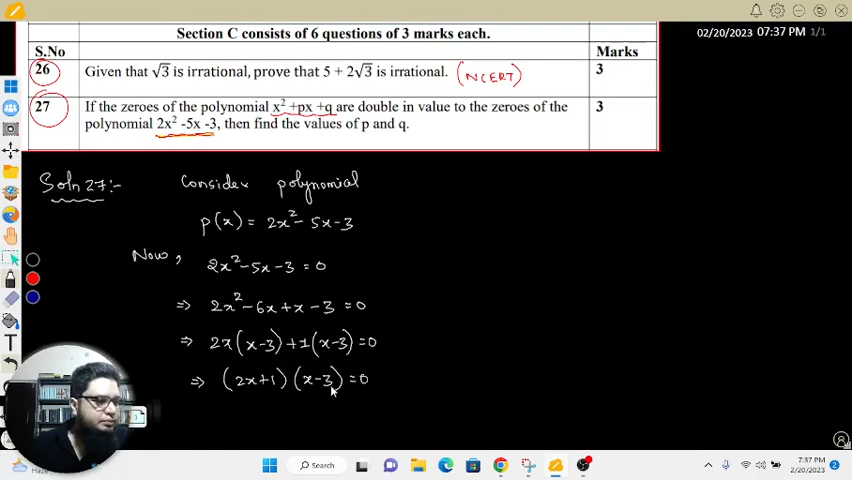 02/20/2023 07:37 PM 1/1
Section C consists of 6 questions of 3 marks each.
S.No Marks
26 Given that √3 is irrational, prove that 5 + 2√3 is irrational. (NCERT) 3
27 If the zeroes of the polynomial x² +px +q are double in value to the zeroes of the 3
polynomial 2x² -5x -3, then find the values of p and q.
Soln 27:- Consider polynomial
p(x) = 2x² - 5x - 3
Now, 2x² - 5x - 3 = 0
⇒ 2x² - 6x + x - 3 = 0
⇒ 2x(x-3) + 1(x-3) = 0
⇒ (2x+1) (x-3) = 0
Haze
Search
7:37 PM
2/20/2023
2